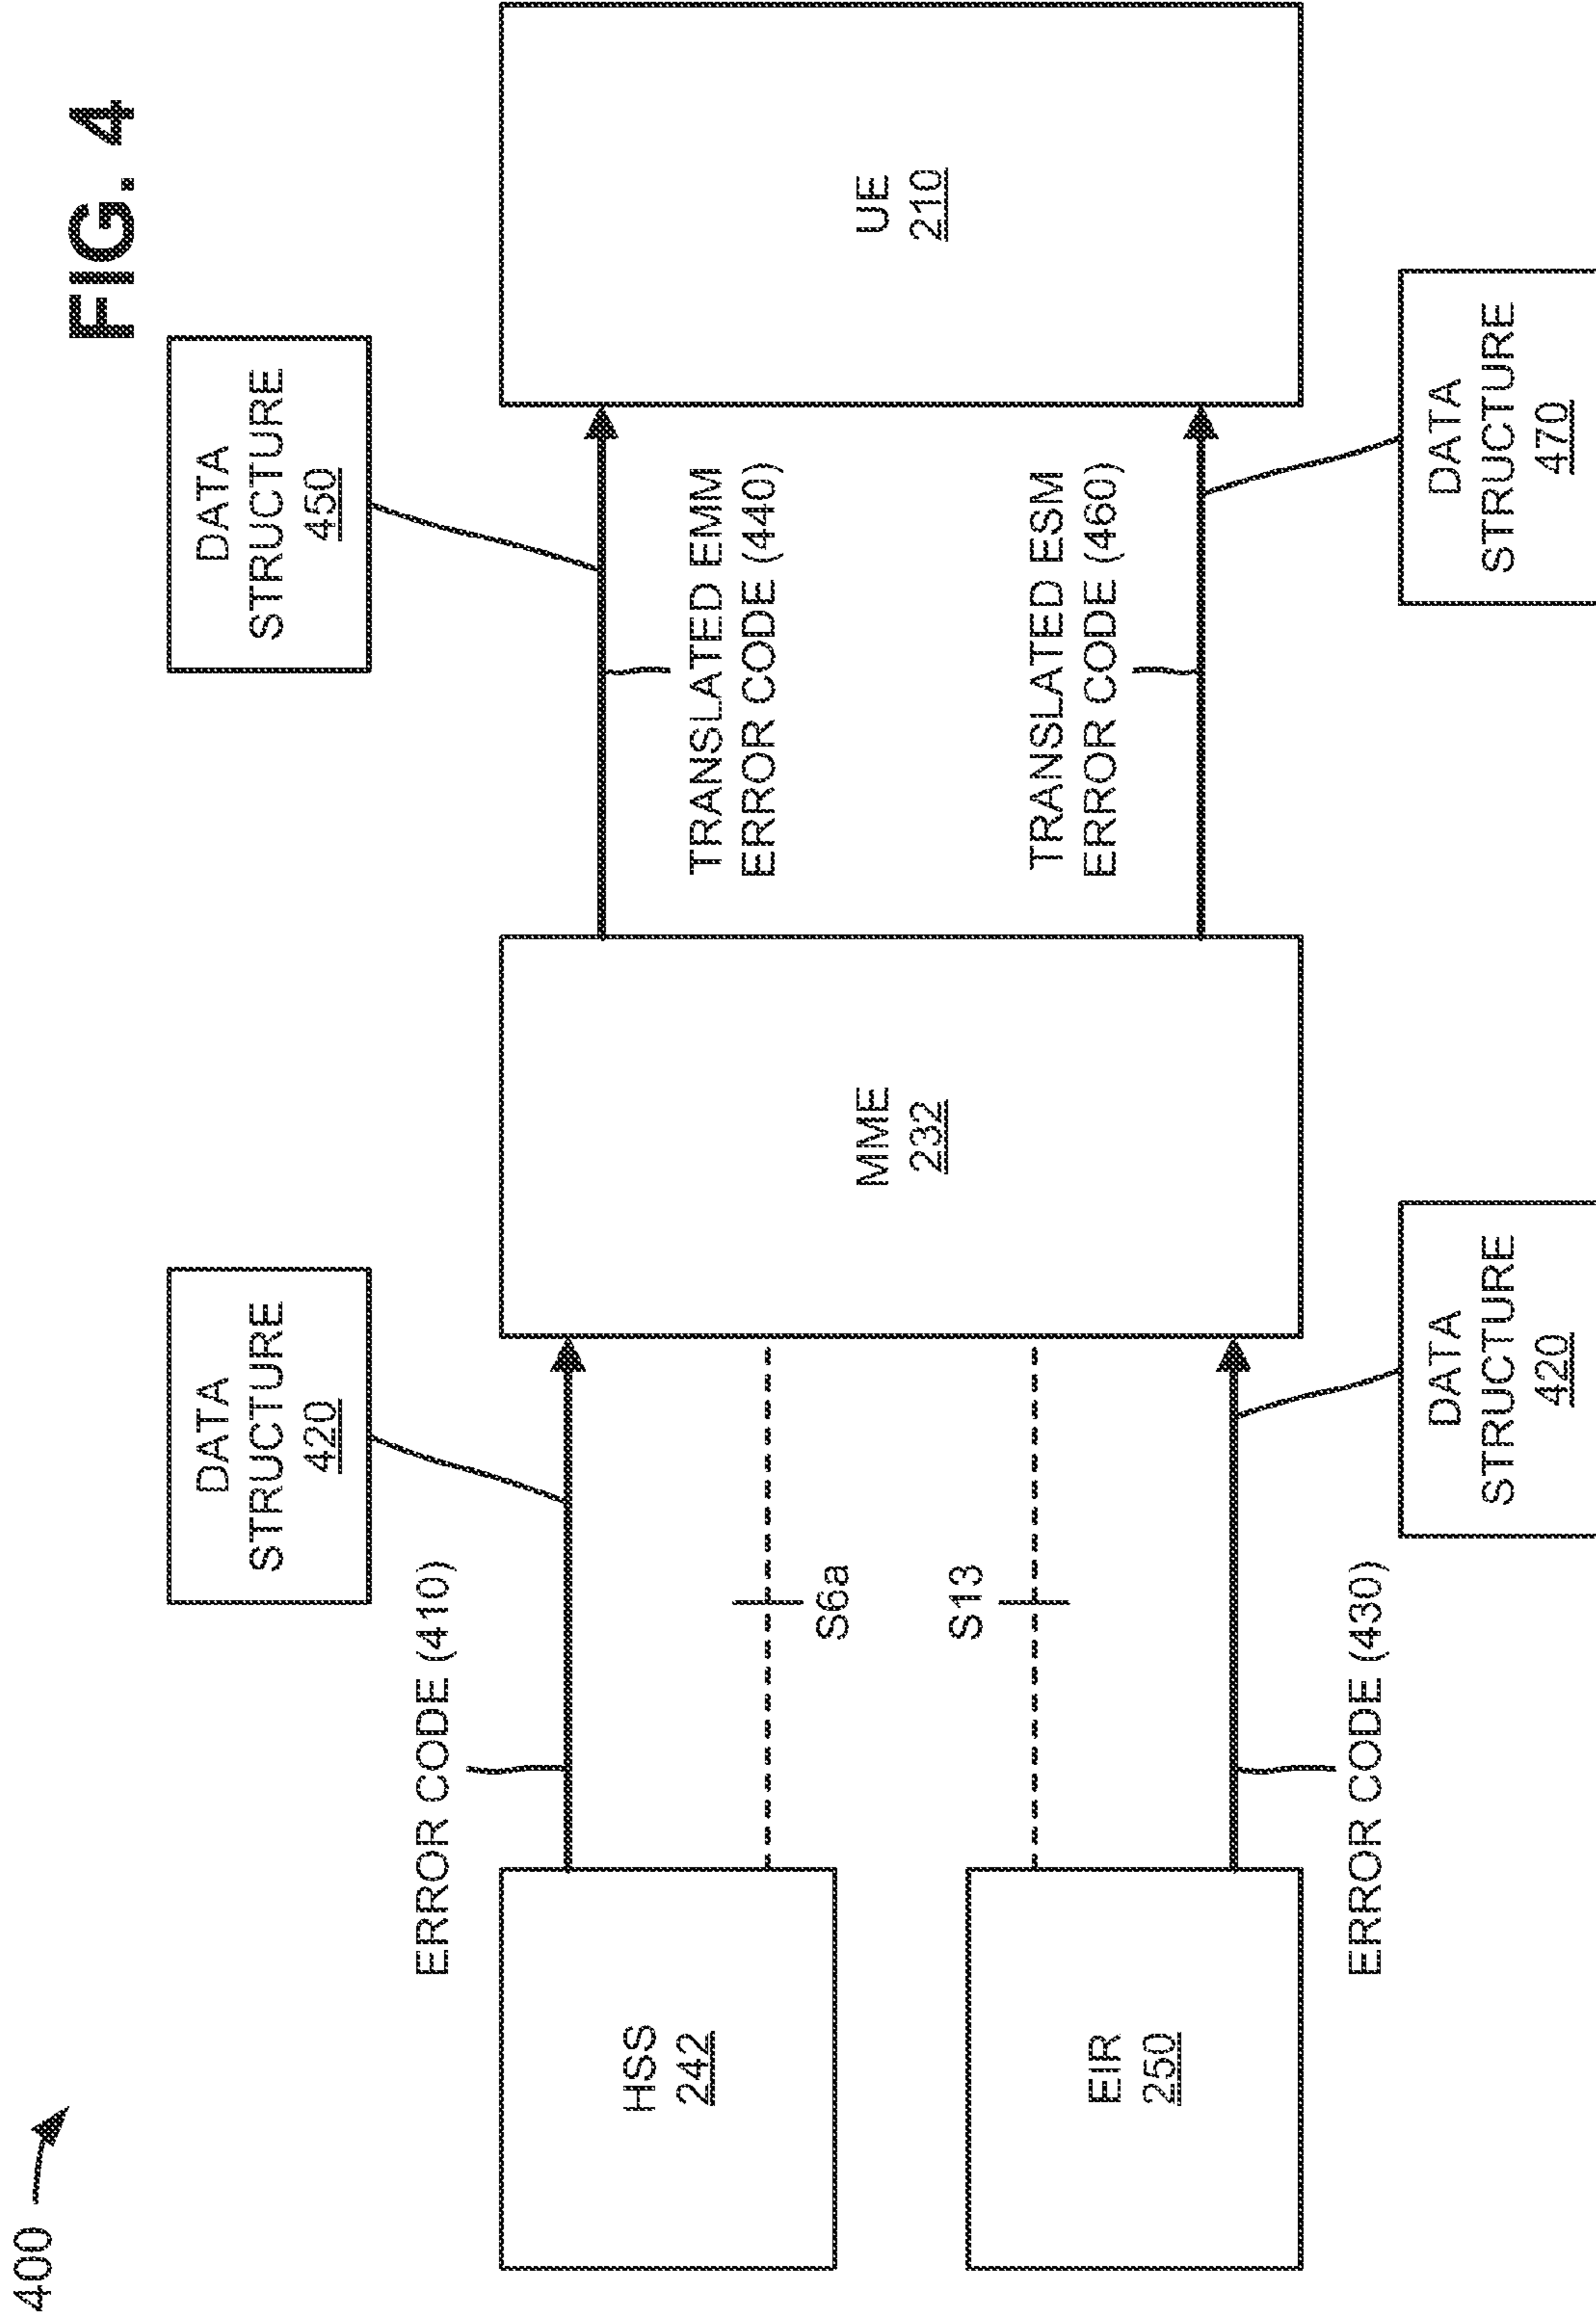 400
FIG. 4
DATA
STRUCTURE
420
DATA
STRUCTURE
450
ERROR CODE (410)
HSS
242
S6a
MME
232
TRANSLATED EMM
ERROR CODE (440)
UE
210
S13
EIR
250
TRANSLATED ESM
ERROR CODE (460)
ERROR CODE (430)
DATA
STRUCTURE
420
DATA
STRUCTURE
470